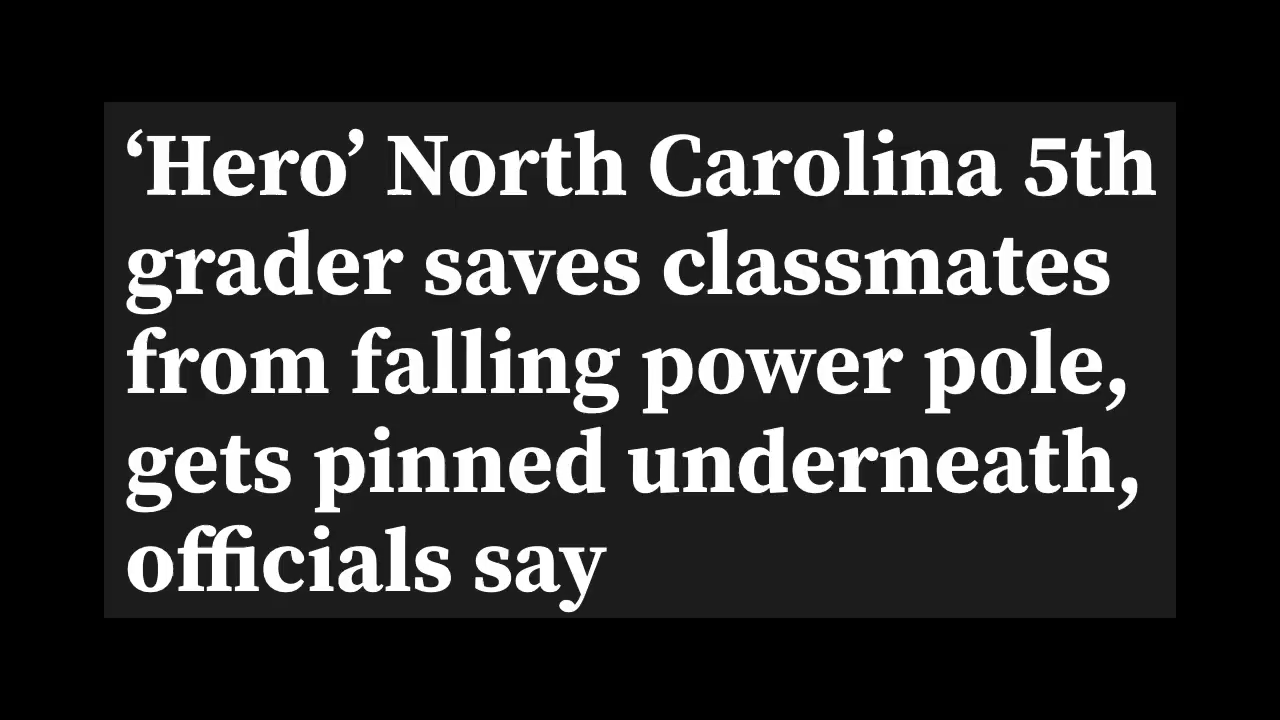 ‘Hero’ North Carolina 5th
grader saves classmates
from falling power pole,
gets pinned underneath,
officials say